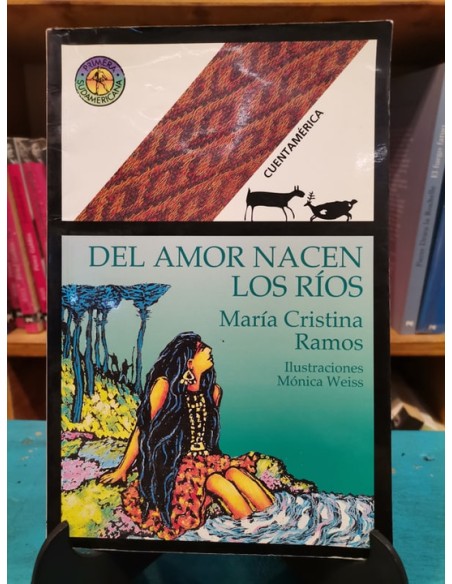 PRIMERA
SUDAMERICANA
CUENTAMÉRICA
DEL AMOR NACEN
LOS RÍOS
María Cristina
Ramos
Ilustraciones
Mónica Weiss